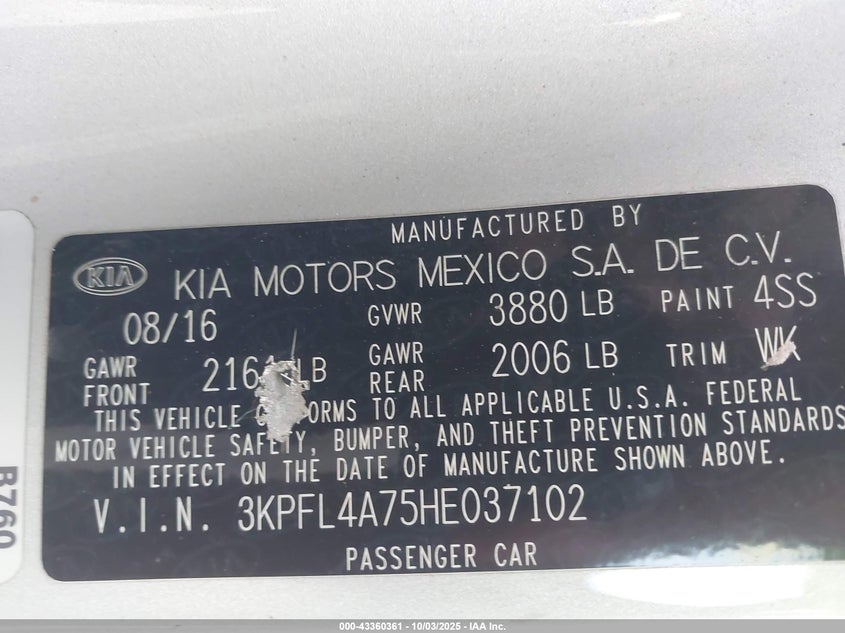 MANUFACTURED BY
KIA KIA MOTORS MEXICO S.A. DE C.V.
08/16 GVWR 3880 LB PAINT 4SS
GAWR FRONT LB GAWR REAR 2006 LB TRIM WK
THIS VEHICLE TO ALL APPLICABLE U.S.A. FEDERAL
MOTOR VEHICLE SAFETY, BUMPER, AND THEFT PREVENTION STANDARDS
IN EFFECT ON THE DATE OF MANUFACTURE SHOWN ABOVE.
V.I.N. 3KPFL4A75HE037102
PASSENGER CAR
B760
000-43360361 - 10/03/2025 - IAA Inc.